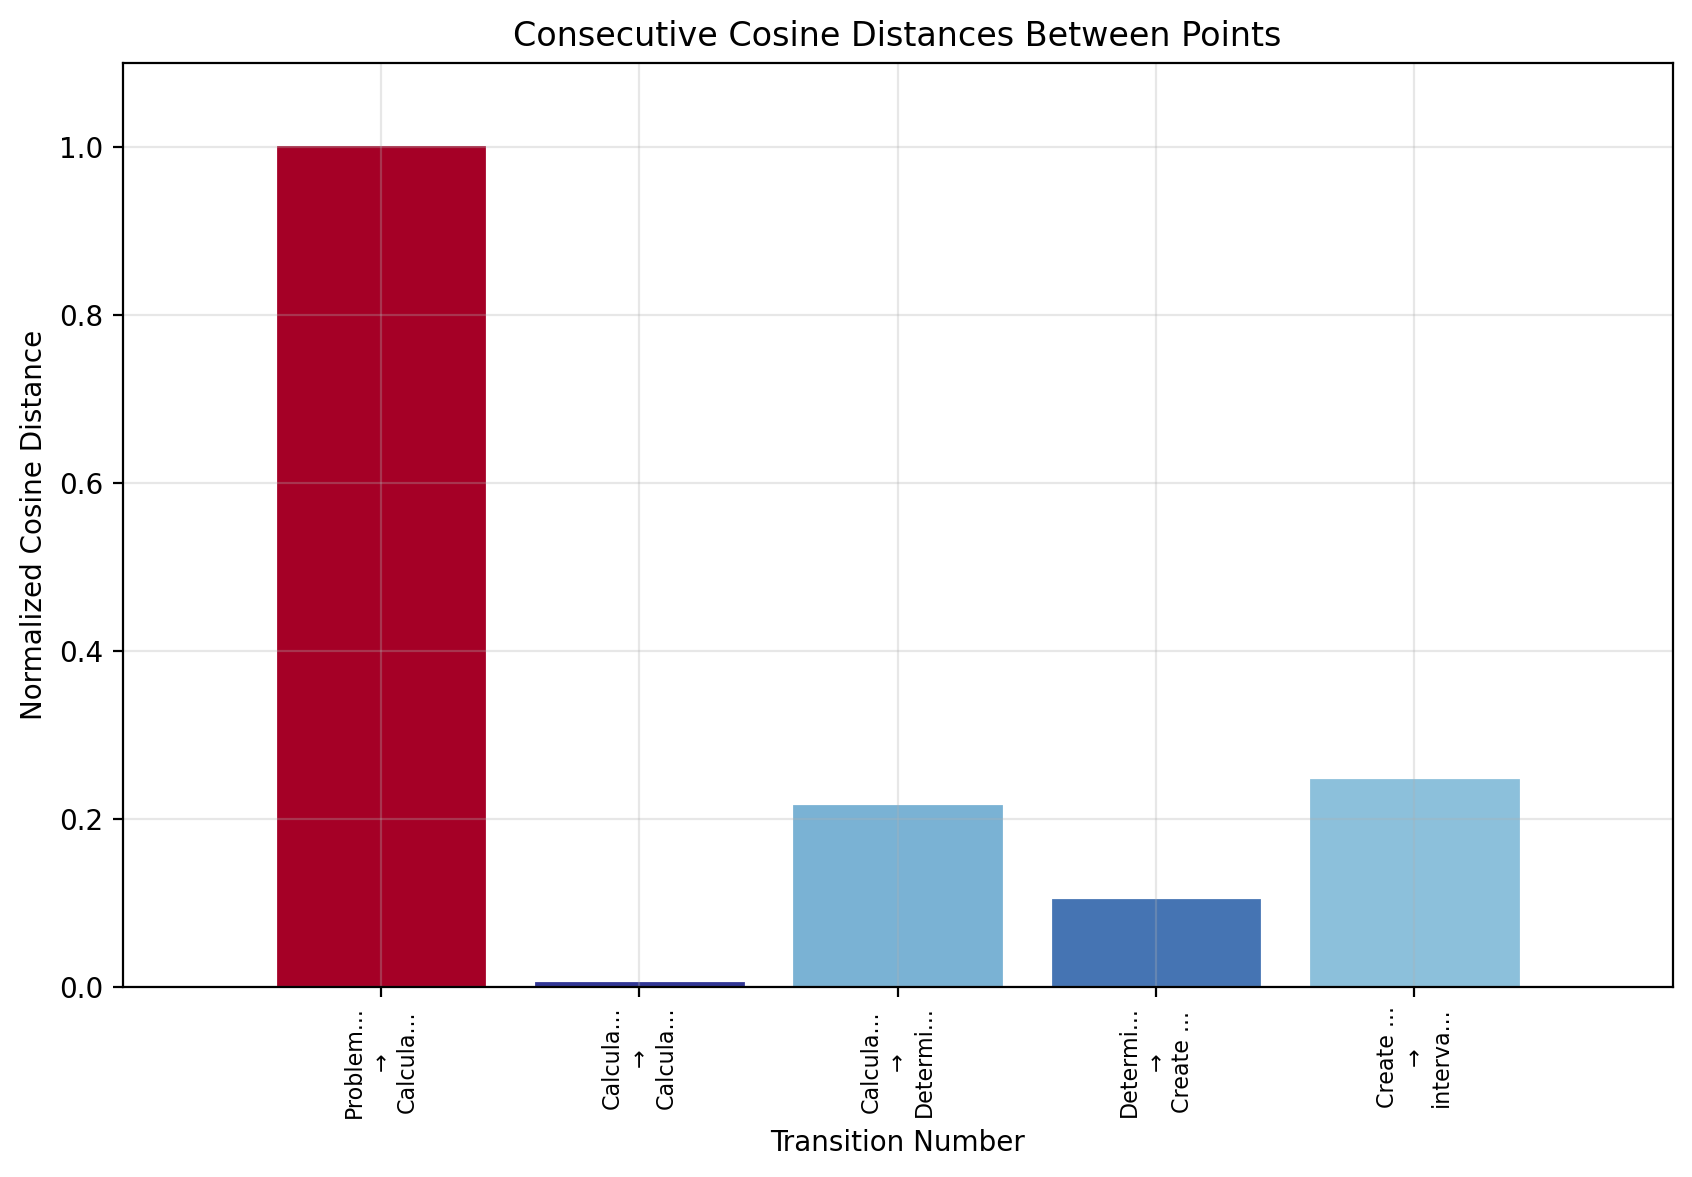 Consecutive Cosine Distances Between Points
Normalized Cosine Distance
1.0
0.8
0.6
0.4
0.2
0.0
Problem...
→
Calcula...
Calcula...
→
Calcula...
Calcula...
→
Determi...
Determi...
→
Create ...
Create ...
→
interva...
Transition Number